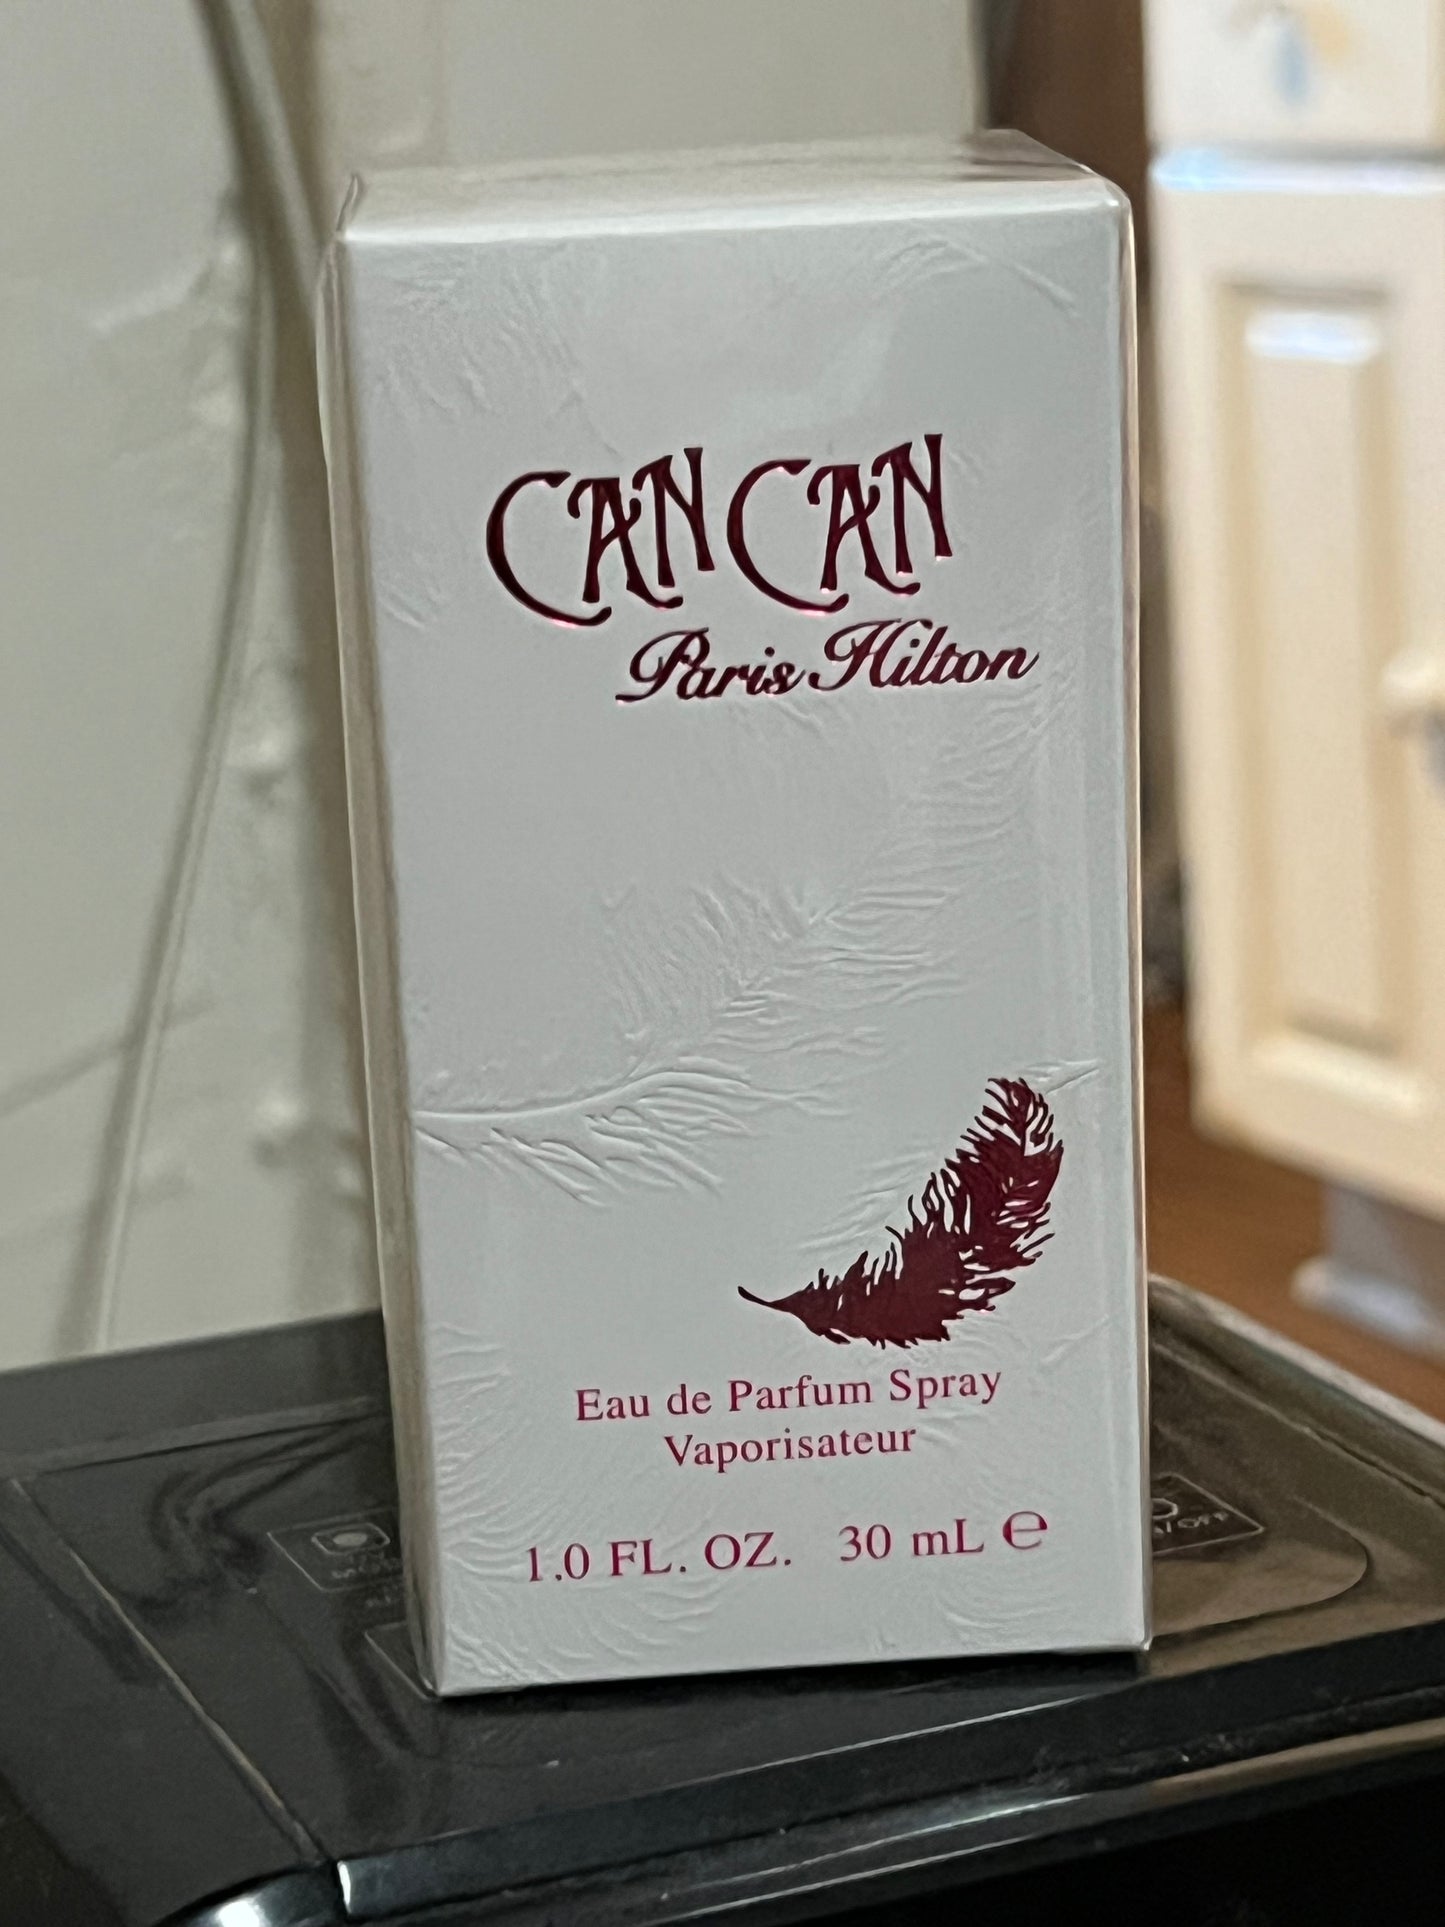 CAN CAN
Paris Hilton
Eau de Parfum Spray
Vaporisateur
1.0 FL. OZ. 30 mL ℮